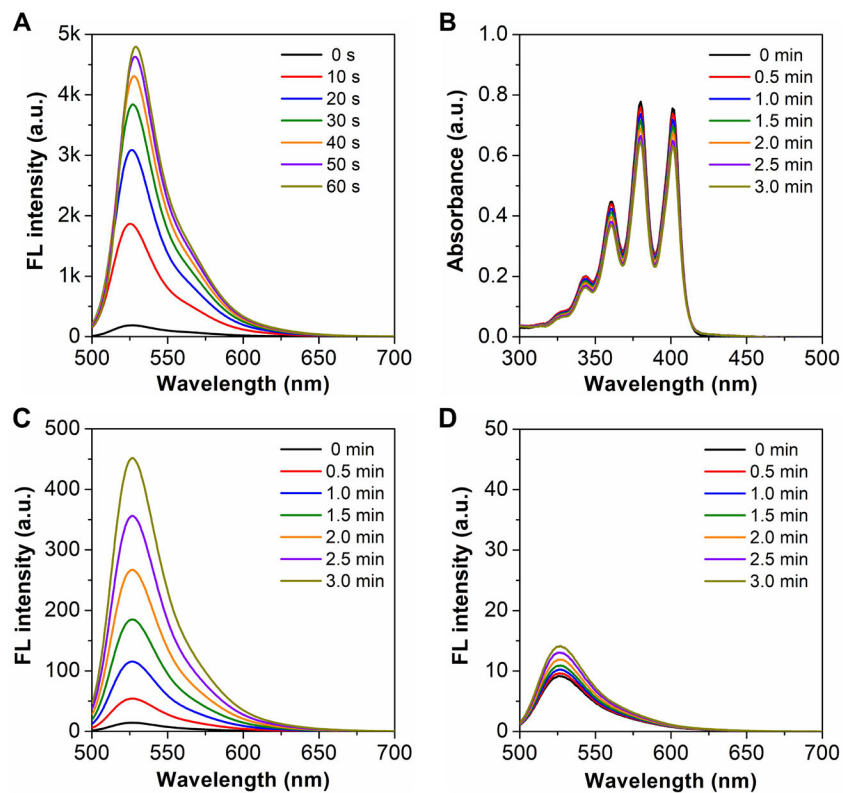 A
FL intensity (a.u.)
5k
4k
3k
2k
1k
0
500 550 600 650 700
Wavelength (nm)
0 s
10 s
20 s
30 s
40 s
50 s
60 s
B
Absorbance (a.u.)
1.0
0.8
0.6
0.4
0.2
0.0
300 350 400 450 500
Wavelength (nm)
0 min
0.5 min
1.0 min
1.5 min
2.0 min
2.5 min
3.0 min
C
FL intensity (a.u.)
500
400
300
200
100
0
500 550 600 650 700
Wavelength (nm)
0 min
0.5 min
1.0 min
1.5 min
2.0 min
2.5 min
3.0 min
D
FL intensity (a.u.)
50
40
30
20
10
0
500 550 600 650 700
Wavelength (nm)
0 min
0.5 min
1.0 min
1.5 min
2.0 min
2.5 min
3.0 min